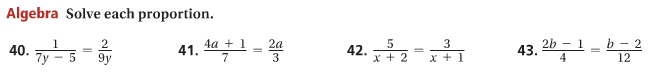 Algebra Solve each proportion.
40. 1/(7y − 5) = 2/(9y) 41. (4a + 1)/7 = 2a/3 42. 5/(x + 2) = 3/(x + 1) 43. (2b − 1)/4 = (b − 2)/12